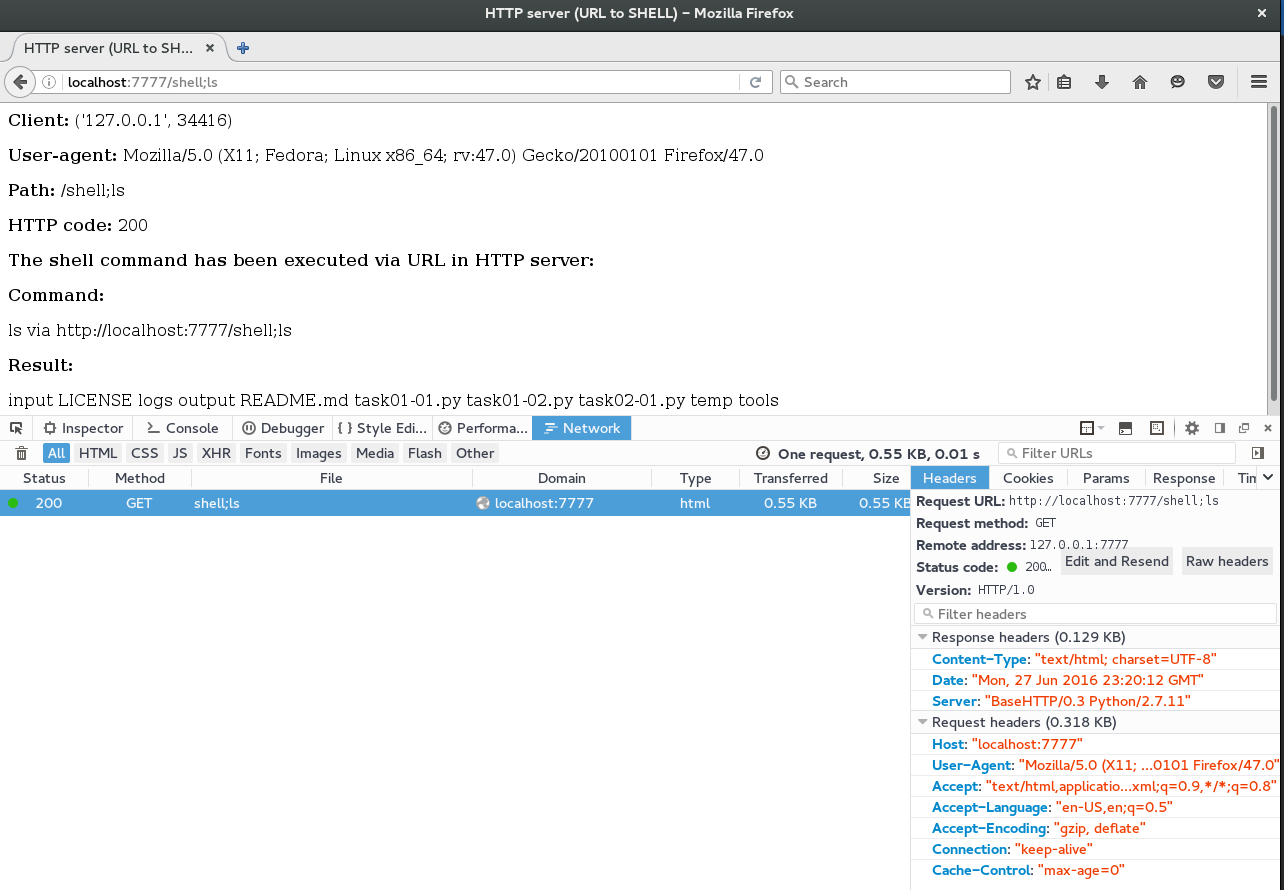 HTTP server (URL to SHELL) – Mozilla Firefox
HTTP server (URL to SH...
localhost:7777/shell;ls
Search
Client: ('127.0.0.1', 34416)
User-agent: Mozilla/5.0 (X11; Fedora; Linux x86_64; rv:47.0) Gecko/20100101 Firefox/47.0
Path: /shell;ls
HTTP code: 200
The shell command has been executed via URL in HTTP server:
Command:
ls via http://localhost:7777/shell;ls
Result:
input LICENSE logs output README.md task01-01.py task01-02.py task02-01.py temp tools
Inspector Console Debugger { } Style Edi... Performa... Network
All HTML CSS JS XHR Fonts Images Media Flash Other One request, 0.55 KB, 0.01 s Filter URLs
Status Method File Domain Type Transferred Size
200 GET shell;ls localhost:7777 html 0.55 KB 0.55 KB
Headers Cookies Params Response Tim
Request URL: http://localhost:7777/shell;ls
Request method: GET
Remote address: 127.0.0.1:7777
Status code: 200… Edit and Resend Raw headers
Version: HTTP/1.0
Filter headers
Response headers (0.129 KB)
Content-Type: "text/html; charset=UTF-8"
Date: "Mon, 27 Jun 2016 23:20:12 GMT"
Server: "BaseHTTP/0.3 Python/2.7.11"
Request headers (0.318 KB)
Host: "localhost:7777"
User-Agent: "Mozilla/5.0 (X11; ...0101 Firefox/47.0"
Accept: "text/html,applicatio...xml;q=0.9,*/*;q=0.8"
Accept-Language: "en-US,en;q=0.5"
Accept-Encoding: "gzip, deflate"
Connection: "keep-alive"
Cache-Control: "max-age=0"